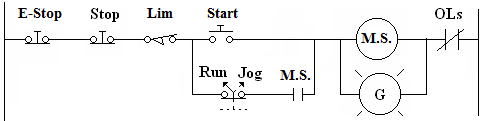 E-Stop Stop Lim Start OLs
M.S.
Run Jog M.S.
G